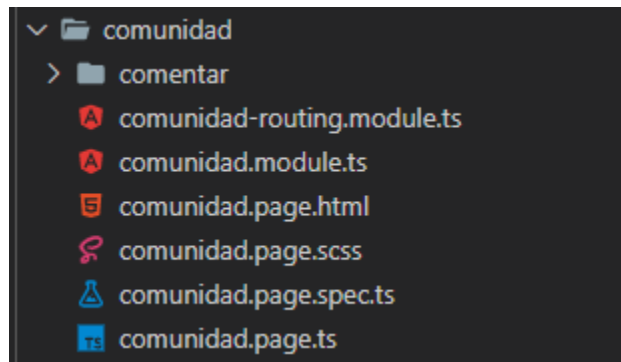 comunidad
comentar
comunidad-routing.module.ts
comunidad.module.ts
comunidad.page.html
comunidad.page.scss
comunidad.page.spec.ts
TS comunidad.page.ts